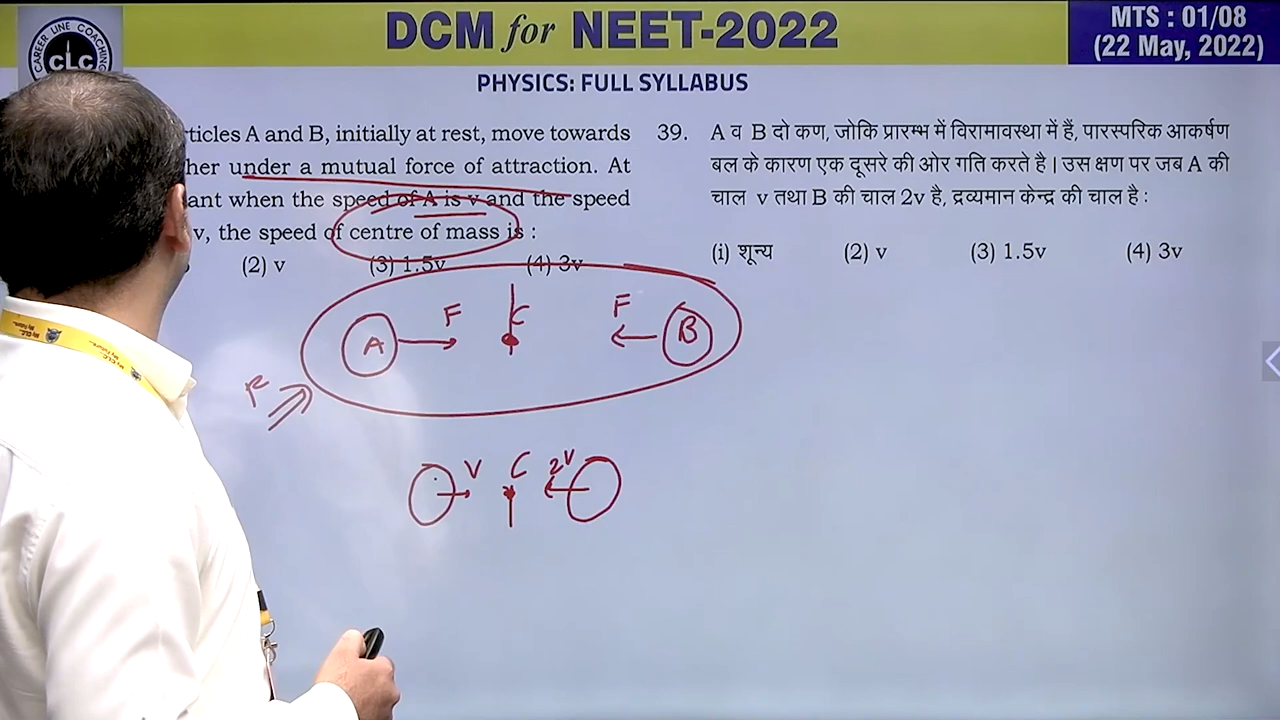 DCM for NEET-2022
MTS : 01/08
(22 May, 2022)
CAREER LINE COACHING
CLC
PHYSICS: FULL SYLLABUS
rticles A and B, initially at rest, move towards
her under a mutual force of attraction. At
ant when the speed of A is v and the speed
v, the speed of centre of mass is :
(2) v (3) 1.5v (4) 3v
39. A व B दो कण, जोकि प्रारम्भ में विरामावस्था में हैं, पारस्परिक आकर्षण
बल के कारण एक दूसरे की ओर गति करते है। उस क्षण पर जब A की
चाल v तथा B की चाल 2v है, द्रव्यमान केन्द्र की चाल है :
(i) शून्य (2) v (3) 1.5v (4) 3v
F C F
A B
V C 2V